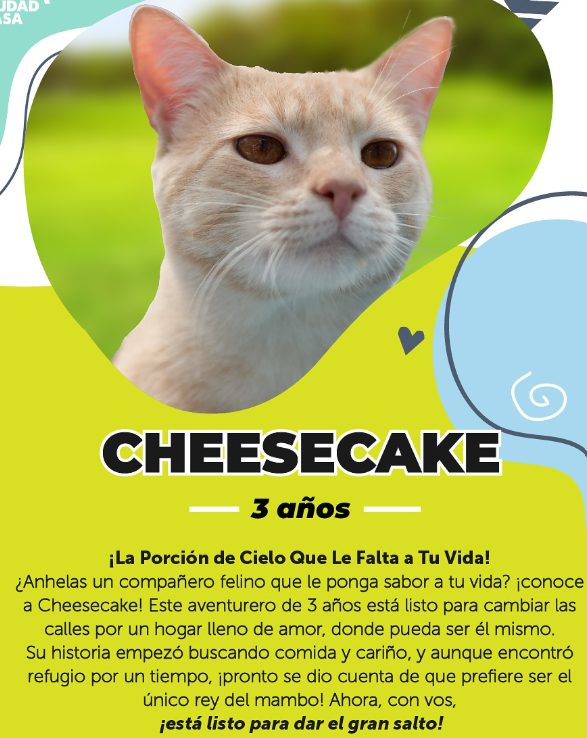 CHEESECAKE
3 años
¡La Porción de Cielo Que Le Falta a Tu Vida!
¿Anhelas un compañero felino que le ponga sabor a tu vida? ¡conoce
a Cheesecake! Este aventurero de 3 años está listo para cambiar las
calles por un hogar lleno de amor, donde pueda ser él mismo.
Su historia empezó buscando comida y cariño, y aunque encontró
refugio por un tiempo, ¡pronto se dio cuenta de que prefiere ser el
único rey del mambo! Ahora, con vos,
¡está listo para dar el gran salto!